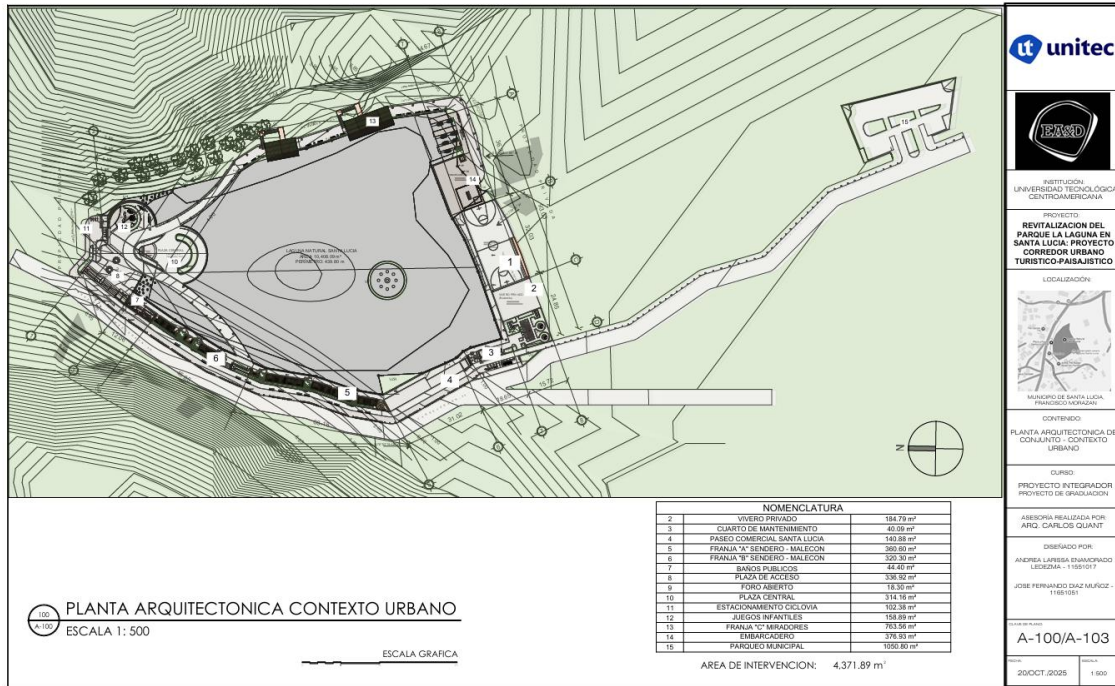 LAGUNA NATURAL SANTA LUCIA
13
14
15
11
12
10
8
7
6
5
4
3
2
1
N
NOMENCLATURA
2 VIVERO PRIVADO 184.79 m²
3 CUARTO DE MANTENIMIENTO 40.09 m²
4 PASEO COMERCIAL SANTA LUCIA 140.88 m²
5 FRANJA "A" SENDERO - MALECON 360.60 m²
6 FRANJA "B" SENDERO - MALECON 320.30 m²
7 BAÑOS PUBLICOS 44.40 m²
8 PLAZA DE ACCESO 336.92 m²
9 FORO ABIERTO 18.30 m²
10 PLAZA CENTRAL 314.16 m²
11 ESTACIONAMIENTO CICLOVIA 102.38 m²
12 JUEGOS INFANTILES 158.89 m²
13 FRANJA "C" MIRADORES 763.56 m²
14 EMBARCADERO 376.93 m²
15 PARQUEO MUNICIPAL 1050.80 m²
AREA DE INTERVENCION: 4,371.89 m²
100
A-100
PLANTA ARQUITECTONICA CONTEXTO URBANO
ESCALA 1: 500
ESCALA GRAFICA
ut unitec
EA&D
INSTITUCIÓN:
UNIVERSIDAD TECNOLÓGICA
CENTROAMERICANA
PROYECTO:
REVITALIZACION DEL
PARQUE LA LAGUNA EN
SANTA LUCIA: PROYECTO
CORREDOR URBANO
TURISTICO-PAISAJISTICO
LOCALIZACIÓN:
MUNICIPIO DE SANTA LUCIA,
FRANCISCO MORAZAN
CONTENIDO:
PLANTA ARQUITECTONICA DE
CONJUNTO - CONTEXTO
URBANO
CURSO:
PROYECTO INTEGRADOR
PROYECTO DE GRADUACION
ASESORÍA REALIZADA POR:
ARQ. CARLOS QUANT
DISEÑADO POR:
ANDREA LARISSA ENAMORADO
LEDEZMA - 11551017
JOSE FERNANDO DIAZ MUÑOZ -
11651051
A-100/A-103
FECHA:
20/OCT./2025
ESCALA:
1:500